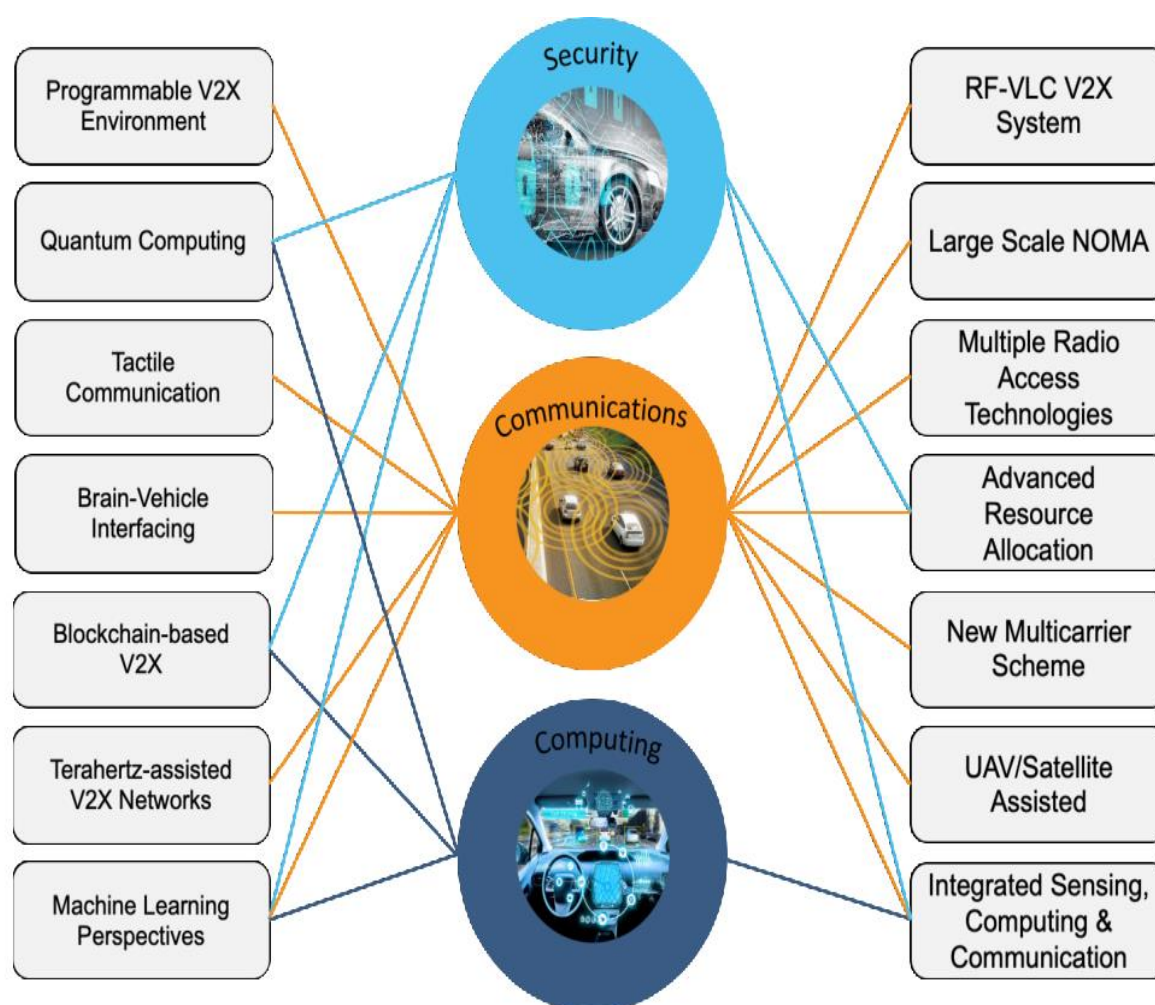 Security
Programmable V2X
Environment
Quantum Computing
Tactile
Communication
Brain-Vehicle
Interfacing
Blockchain-based
V2X
Terahertz-assisted
V2X Networks
Machine Learning
Perspectives
Communications
Computing
RF-VLC V2X
System
Large Scale NOMA
Multiple Radio
Access
Technologies
Advanced
Resource
Allocation
New Multicarrier
Scheme
UAV/Satellite
Assisted
Integrated Sensing,
Computing &
Communication